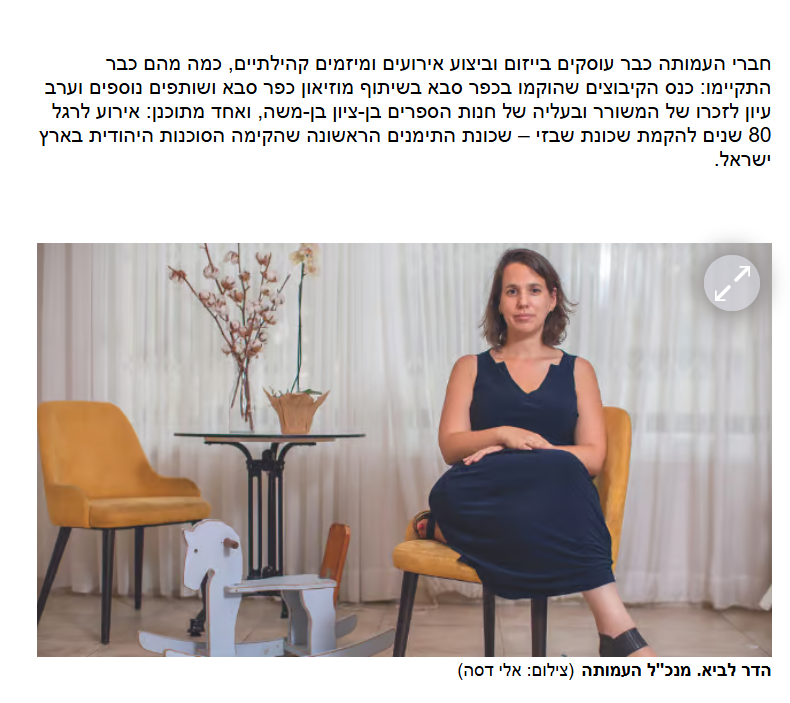 חברי העמותה כבר עוסקים בייזום וביצוע אירועים ומיזמים קהילתיים, כמה מהם כבר
התקיימו: כנס הקיבוצים שהוקמו בכפר סבא בשיתוף מוזיאון כפר סבא ושותפים נוספים וערב
עיון לזכרו של המשורר ובעליה של חנות הספרים בן-ציון בן-משה, ואחד מתוכנן: אירוע לרגל
80 שנים להקמת שכונת שבזי – שכונת התימנים הראשונה שהקימה הסוכנות היהודית בארץ
ישראל.
הדר לביא. מנכ"ל העמותה (צילום: אלי דסה)